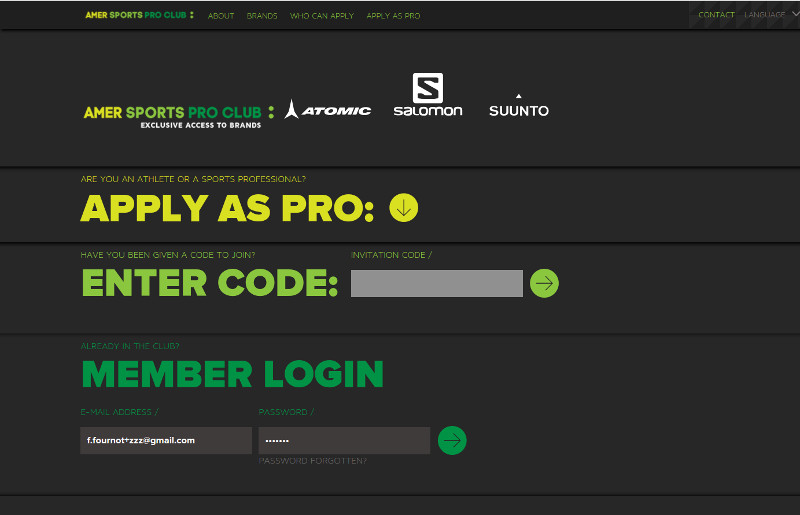 AMER SPORTS PRO CLUB :
ABOUT BRANDS WHO CAN APPLY APPLY AS PRO
CONTACT LANGUAGE
AMER SPORTS PRO CLUB :
EXCLUSIVE ACCESS TO BRANDS
ATOMIC
S
salomon
SUUNTO
ARE YOU AN ATHLETE OR A SPORTS PROFESSIONAL?
APPLY AS PRO:
HAVE YOU BEEN GIVEN A CODE TO JOIN?
ENTER CODE:
INVITATION CODE /
ALREADY IN THE CLUB?
MEMBER LOGIN
E-MAIL ADDRESS /
PASSWORD /
f.fournot+zzz@gmail.com
•••••••
PASSWORD FORGOTTEN?